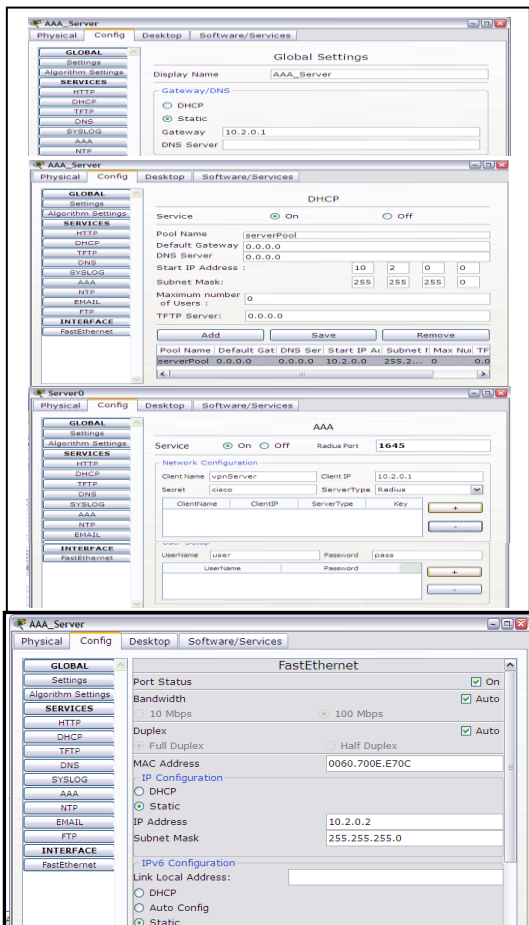 AAA_Server
Physical Config Desktop Software/Services
GLOBAL
Settings
Algorithm Settings
SERVICES
HTTP
DHCP
TFTP
DNS
SYSLOG
AAA
NTP
Global Settings
Display Name AAA_Server
Gateway/DNS
DHCP
Static
Gateway 10.2.0.1
DNS Server
AAA_Server
Physical Config Desktop Software/Services
GLOBAL
Settings
Algorithm Settings
SERVICES
HTTP
DHCP
TFTP
DNS
SYSLOG
AAA
NTP
EMAIL
FTP
INTERFACE
FastEthernet
DHCP
Service On Off
Pool Name serverPool
Default Gateway 0.0.0.0
DNS Server 0.0.0.0
Start IP Address : 10 2 0 0
Subnet Mask: 255 255 255 0
Maximum number
of Users : 0
TFTP Server: 0.0.0.0
Add Save Remove
Pool Name Default Gat DNS Ser Start IP Ac Subnet Max Nui TF
serverPool 0.0.0.0 0.0.0.0 10.2.0.0 255.2... 0 0.0
Server0
Physical Config Desktop Software/Services
GLOBAL
Settings
Algorithm Settings
SERVICES
HTTP
DHCP
TFTP
DNS
SYSLOG
AAA
NTP
EMAIL
INTERFACE
FastEthernet
AAA
Service On Off Radius Port 1645
Network Configuration
Client Name vpnServer Client IP 10.2.0.1
Secret cisco ServerType Radius
ClientName ClientIP ServerType Key
+
-
UserName user Password pass
UserName Password
+
-
AAA_Server
Physical Config Desktop Software/Services
GLOBAL
Settings
Algorithm Settings
SERVICES
HTTP
DHCP
TFTP
DNS
SYSLOG
AAA
NTP
EMAIL
FTP
INTERFACE
FastEthernet
FastEthernet
Port Status On
Bandwidth Auto
10 Mbps 100 Mbps
Duplex Auto
Full Duplex Half Duplex
MAC Address 0060.700E.E70C
IP Configuration
DHCP
Static
IP Address 10.2.0.2
Subnet Mask 255.255.255.0
IPv6 Configuration
Link Local Address:
DHCP
Auto Config
Static